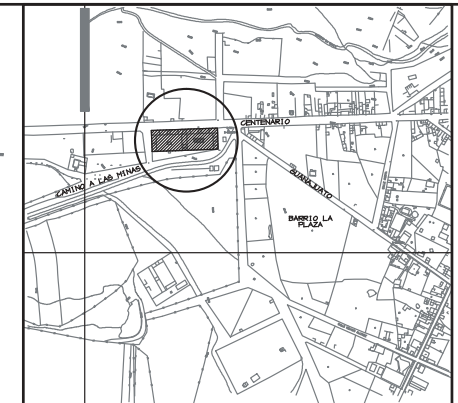 CENTENARIO
CAMINO A LAS MINAS
GUANAJUATO
BARRIO LA
PLAZA